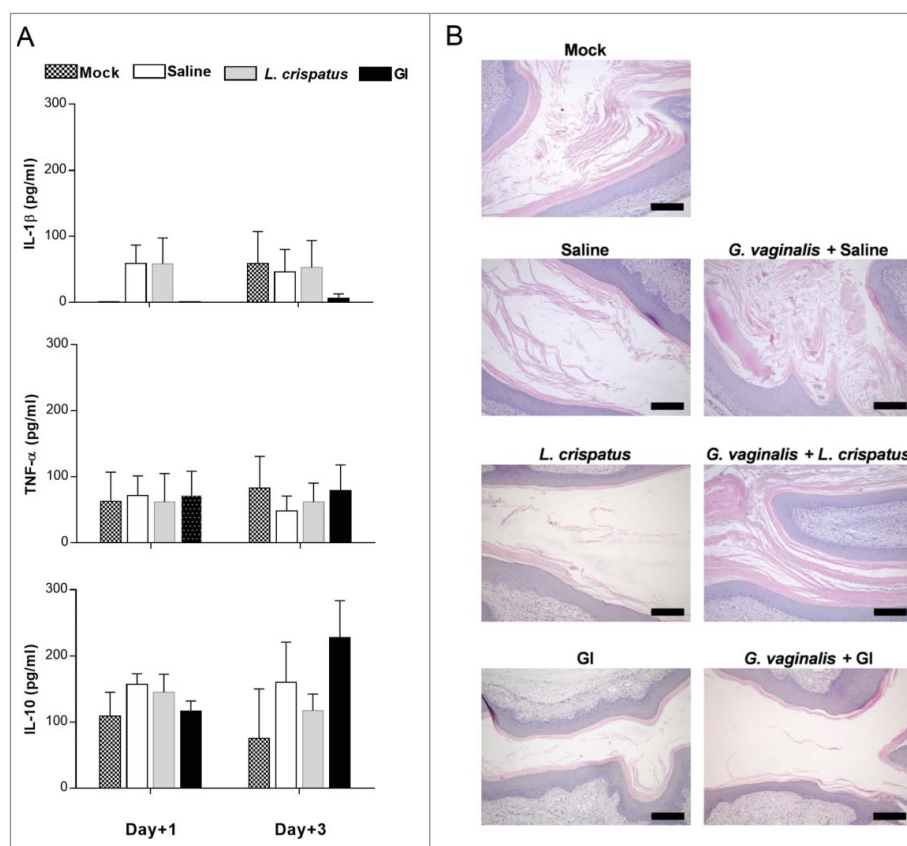 A
Mock Saline L. crispatus GI
300
200
100
0
IL-1β (pg/ml)
300
200
100
0
TNF-α (pg/ml)
300
200
100
0
IL-10 (pg/ml)
Day+1 Day+3
B
Mock
Saline G. vaginalis + Saline
L. crispatus G. vaginalis + L. crispatus
GI G. vaginalis + GI